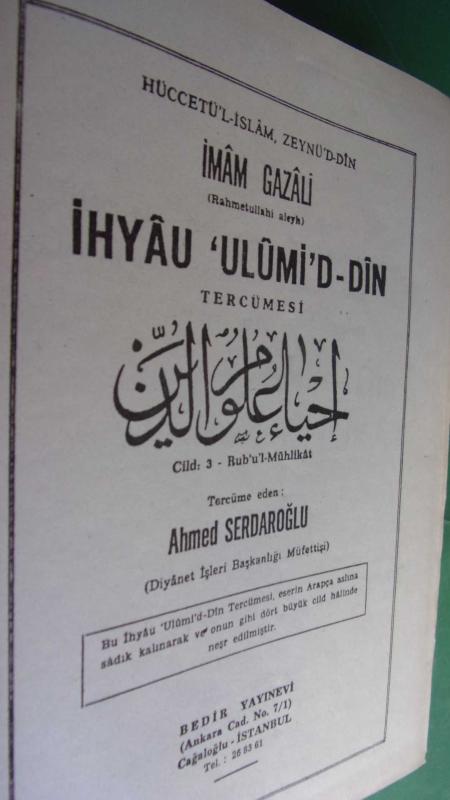 HÜCCETÜ'L-İSLÂM, ZEYNÜ'D-DÎN
İMÂM GAZÂLİ
(Rahmetullahi aleyh)
İHYÂU 'ULÛMİ'D-DÎN
TERCÜMESİ
إحياء علوم الدين
Cild: 3 - Rub'u'l-Mühlikât
Tercüme eden:
Ahmed SERDAROĞLU
(Diyânet İşleri Başkanlığı Müfettişi)
Bu İhyâu 'Ulûmi'd-Dîn Tercümesi, eserin Arapça aslına
sâdık kalınarak ve onun gibi dört büyük cild hâlinde
neşr edilmiştir.
BEDİR YAYINEVİ
(Ankara Cad. No. 7/1)
Cağaloğlu - İSTANBUL
Tel.: 26 83 61